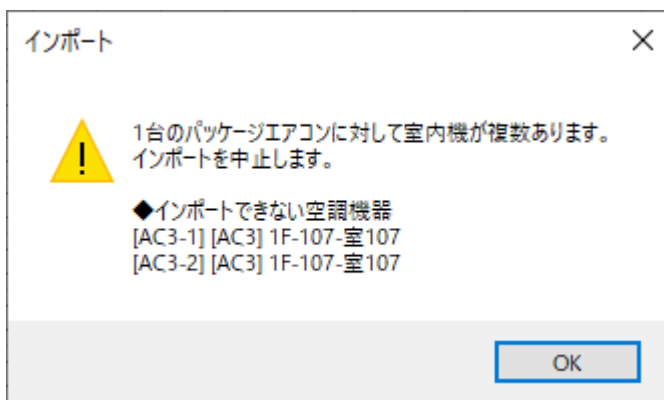 インポート
1台のパッケージエアコンに対して室内機が複数あります。
インポートを中止します。
◆インポートできない空調機器
[AC3-1] [AC3] 1F-107-室107
[AC3-2] [AC3] 1F-107-室107
OK